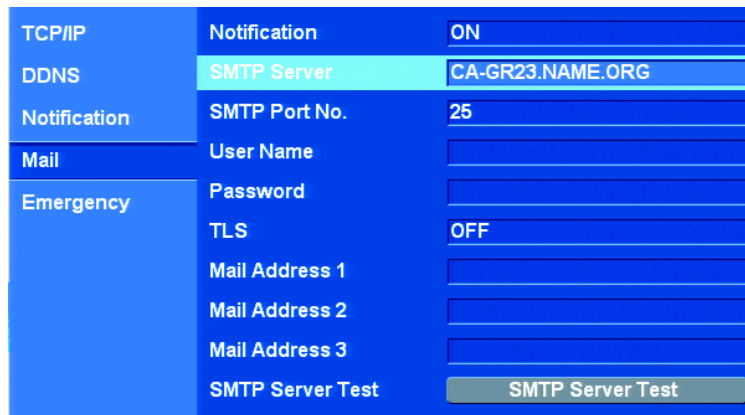 TCP/IP
DDNS
Notification
Mail
Emergency
Notification ON
SMTP Server CA-GR23.NAME.ORG
SMTP Port No. 25
User Name
Password
TLS OFF
Mail Address 1
Mail Address 2
Mail Address 3
SMTP Server Test SMTP Server Test